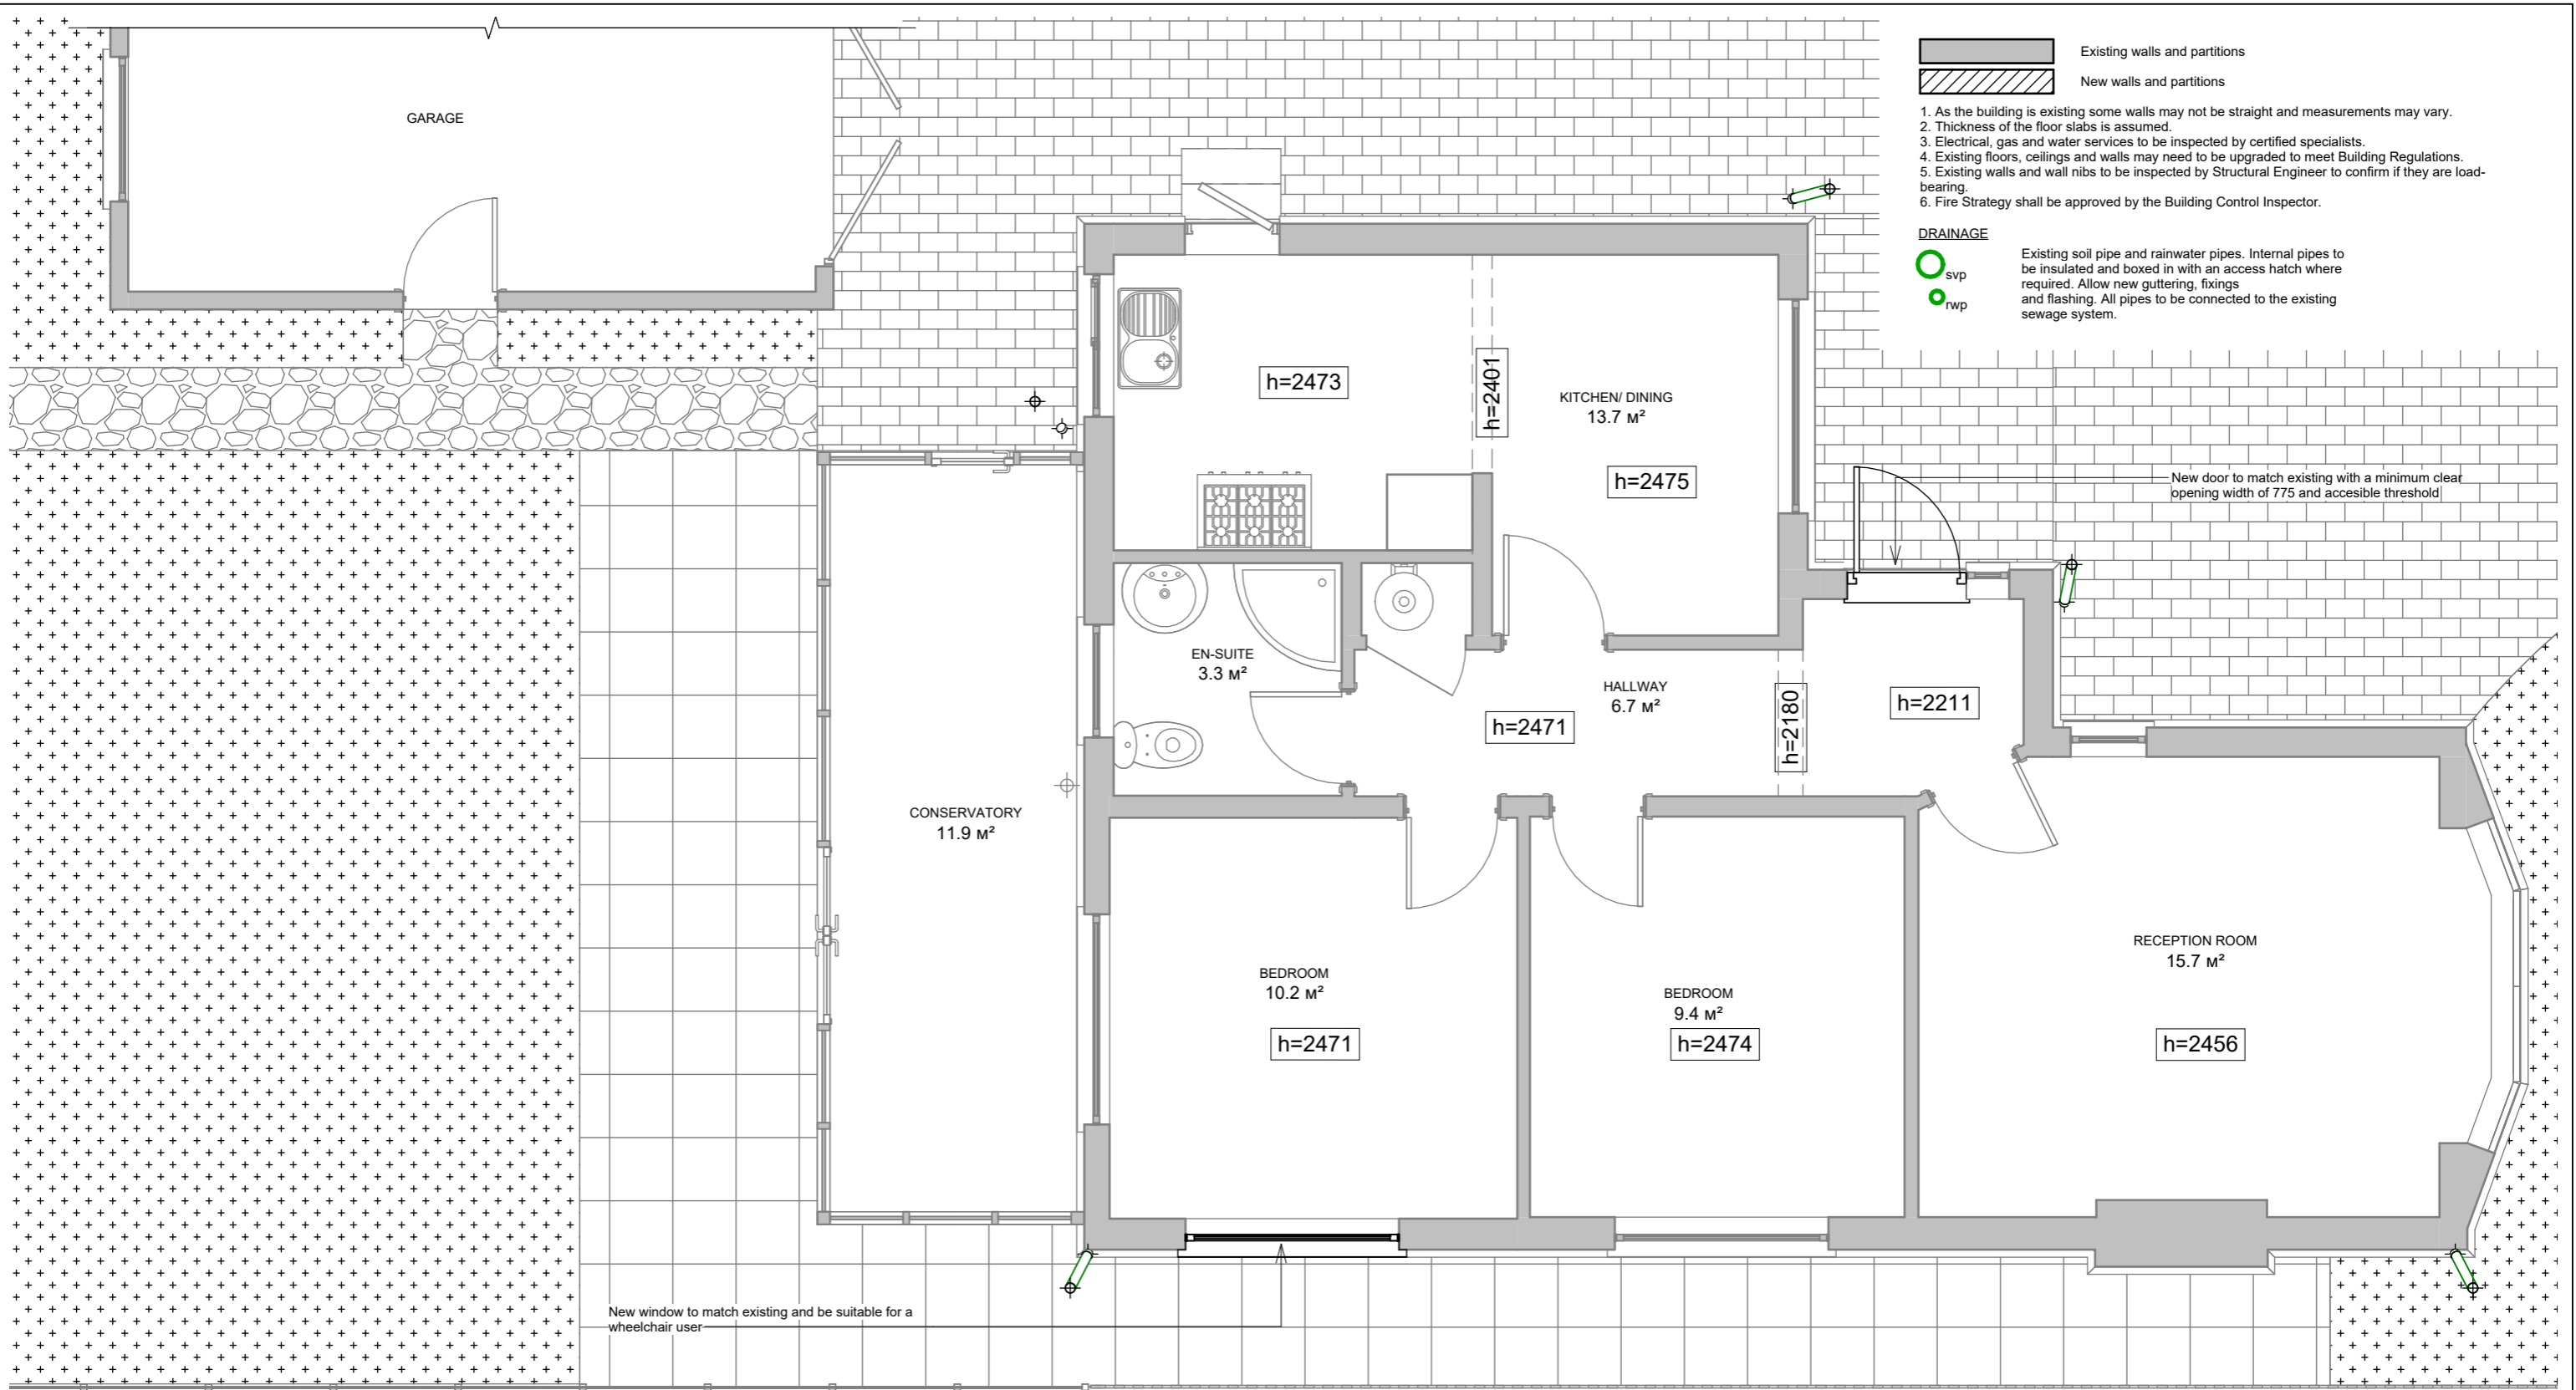 Existing walls and partitions
New walls and partitions
1. As the building is existing some walls may not be straight and measurements may vary.
2. Thickness of the floor slabs is assumed.
3. Electrical, gas and water services to be inspected by certified specialists.
4. Existing floors, ceilings and walls may need to be upgraded to meet Building Regulations.
5. Existing walls and wall nibs to be inspected by Structural Engineer to confirm if they are load-
bearing.
6. Fire Strategy shall be approved by the Building Control Inspector.
DRAINAGE
svp
rwp
Existing soil pipe and rainwater pipes. Internal pipes to
be insulated and boxed in with an access hatch where
required. Allow new guttering, fixings
and flashing. All pipes to be connected to the existing
sewage system.
GARAGE
h=2473
h=2401
KITCHEN/ DINING
13.7 м²
h=2475
New door to match existing with a minimum clear
opening width of 775 and accesible threshold
EN-SUITE
3.3 м²
HALLWAY
6.7 м²
h=2471
h=2180
h=2211
CONSERVATORY
11.9 м²
BEDROOM
10.2 м²
h=2471
BEDROOM
9.4 м²
h=2474
RECEPTION ROOM
15.7 м²
h=2456
New window to match existing and be suitable for a
wheelchair user